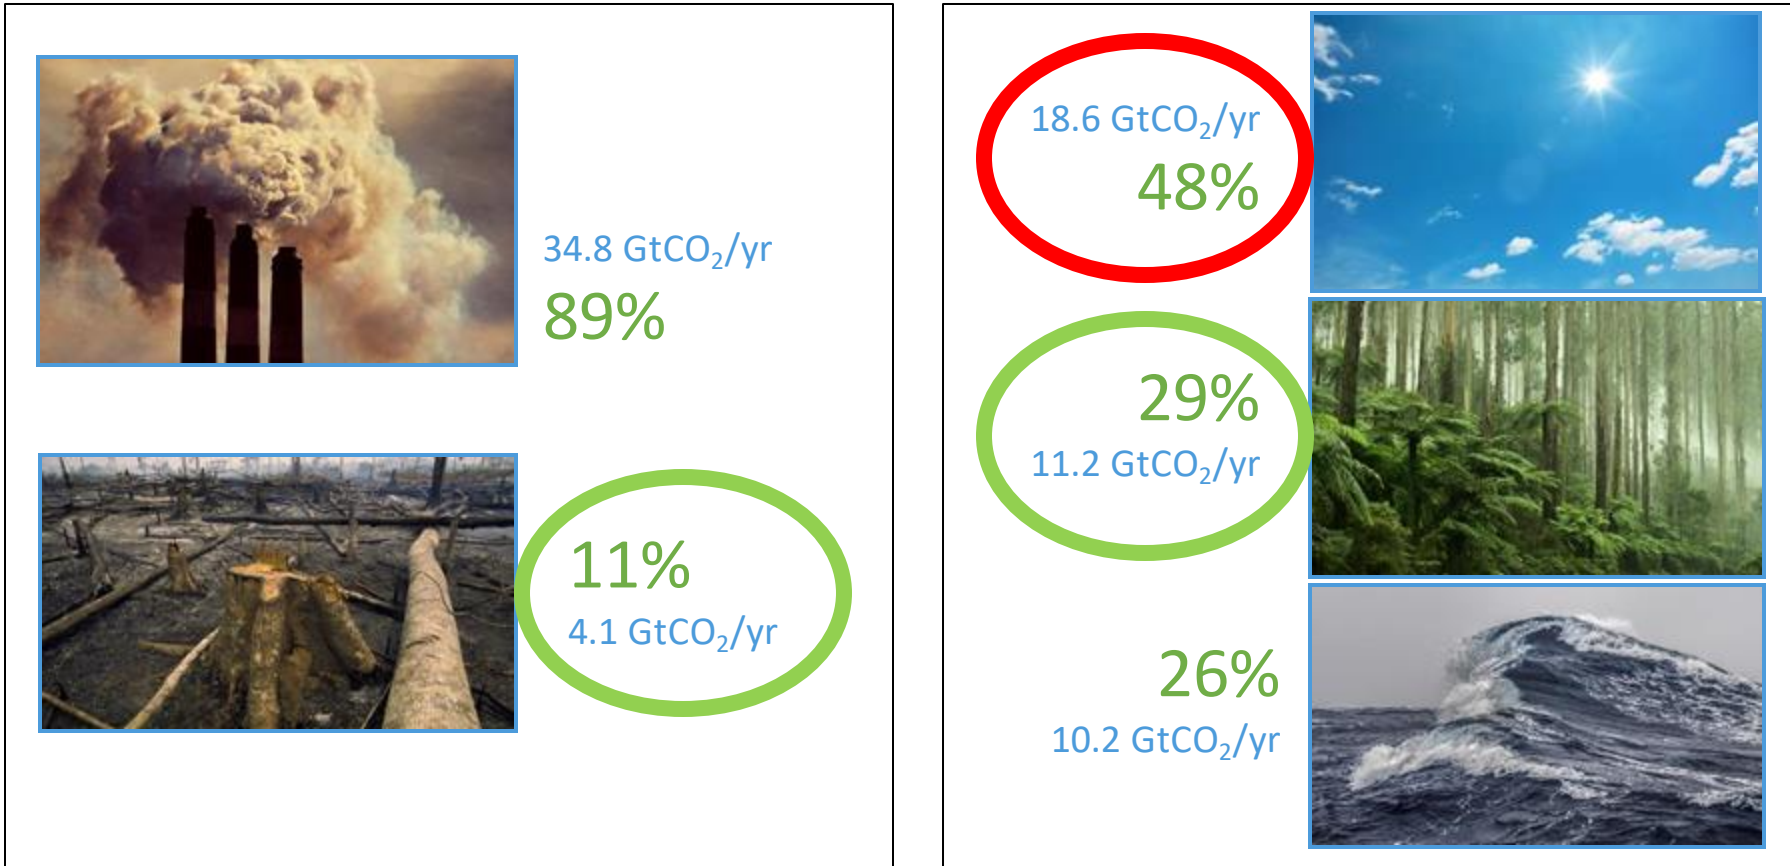 34.8 GtCO₂/yr
89%
11%
4.1 GtCO₂/yr
18.6 GtCO₂/yr
48%
29%
11.2 GtCO₂/yr
26%
10.2 GtCO₂/yr